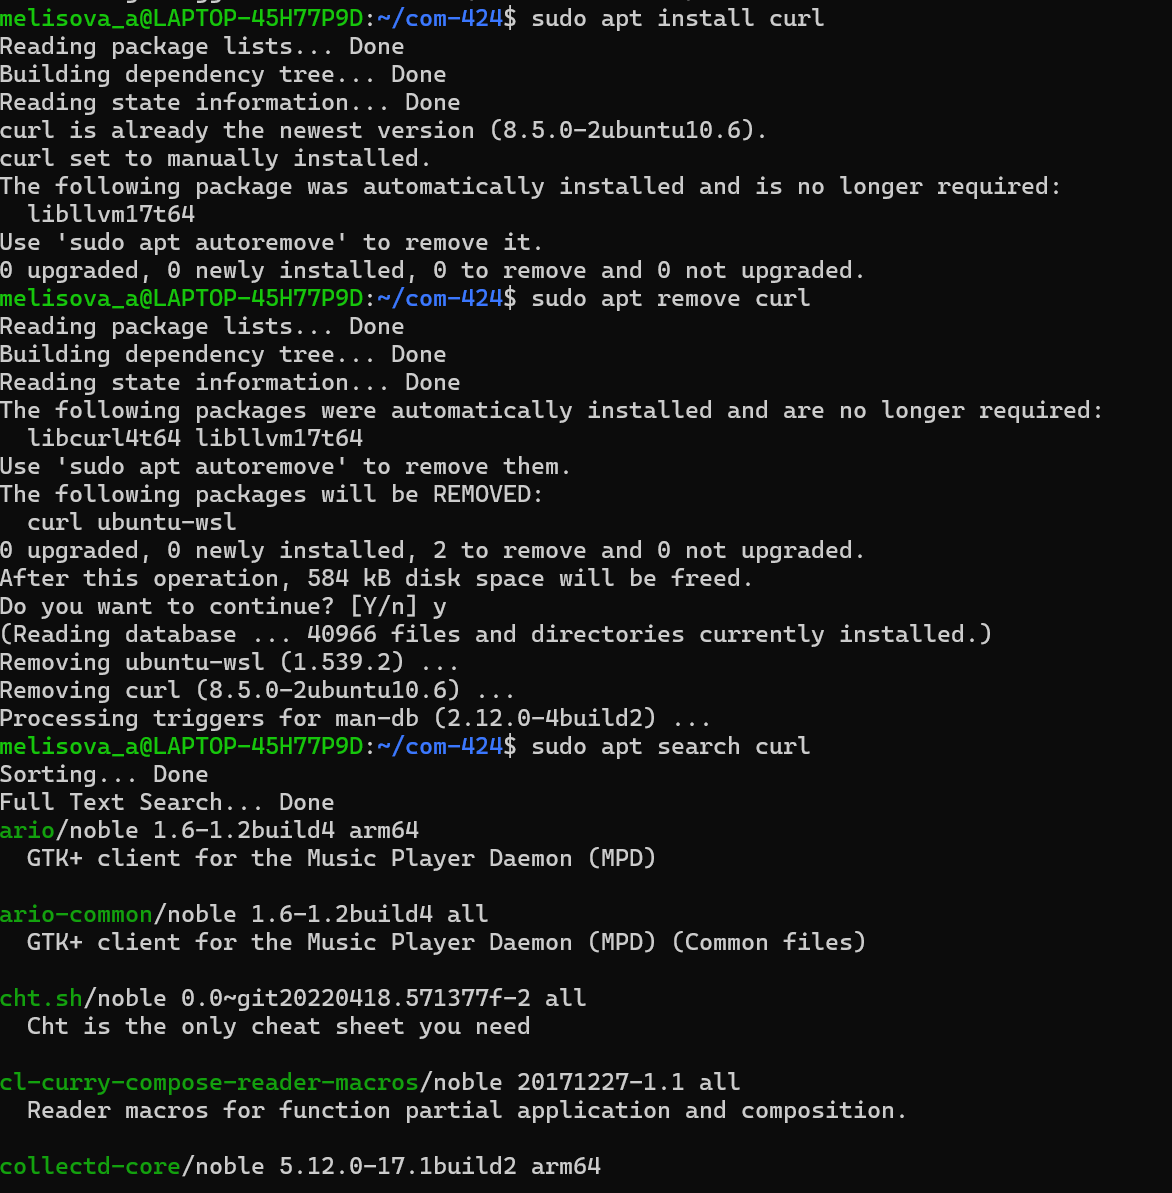 melisova_a@LAPTOP-45H77P9D:~/com-424$ sudo apt install curl
Reading package lists... Done
Building dependency tree... Done
Reading state information... Done
curl is already the newest version (8.5.0-2ubuntu10.6).
curl set to manually installed.
The following package was automatically installed and is no longer required:
  libllvm17t64
Use 'sudo apt autoremove' to remove it.
0 upgraded, 0 newly installed, 0 to remove and 0 not upgraded.
melisova_a@LAPTOP-45H77P9D:~/com-424$ sudo apt remove curl
Reading package lists... Done
Building dependency tree... Done
Reading state information... Done
The following packages were automatically installed and are no longer required:
  libcurl4t64 libllvm17t64
Use 'sudo apt autoremove' to remove them.
The following packages will be REMOVED:
  curl ubuntu-wsl
0 upgraded, 0 newly installed, 2 to remove and 0 not upgraded.
After this operation, 584 kB disk space will be freed.
Do you want to continue? [Y/n] y
(Reading database ... 40966 files and directories currently installed.)
Removing ubuntu-wsl (1.539.2) ...
Removing curl (8.5.0-2ubuntu10.6) ...
Processing triggers for man-db (2.12.0-4build2) ...
melisova_a@LAPTOP-45H77P9D:~/com-424$ sudo apt search curl
Sorting... Done
Full Text Search... Done
ario/noble 1.6-1.2build4 arm64
  GTK+ client for the Music Player Daemon (MPD)

ario-common/noble 1.6-1.2build4 all
  GTK+ client for the Music Player Daemon (MPD) (Common files)

cht.sh/noble 0.0~git20220418.571377f-2 all
  Cht is the only cheat sheet you need

cl-curry-compose-reader-macros/noble 20171227-1.1 all
  Reader macros for function partial application and composition.

collectd-core/noble 5.12.0-17.1build2 arm64